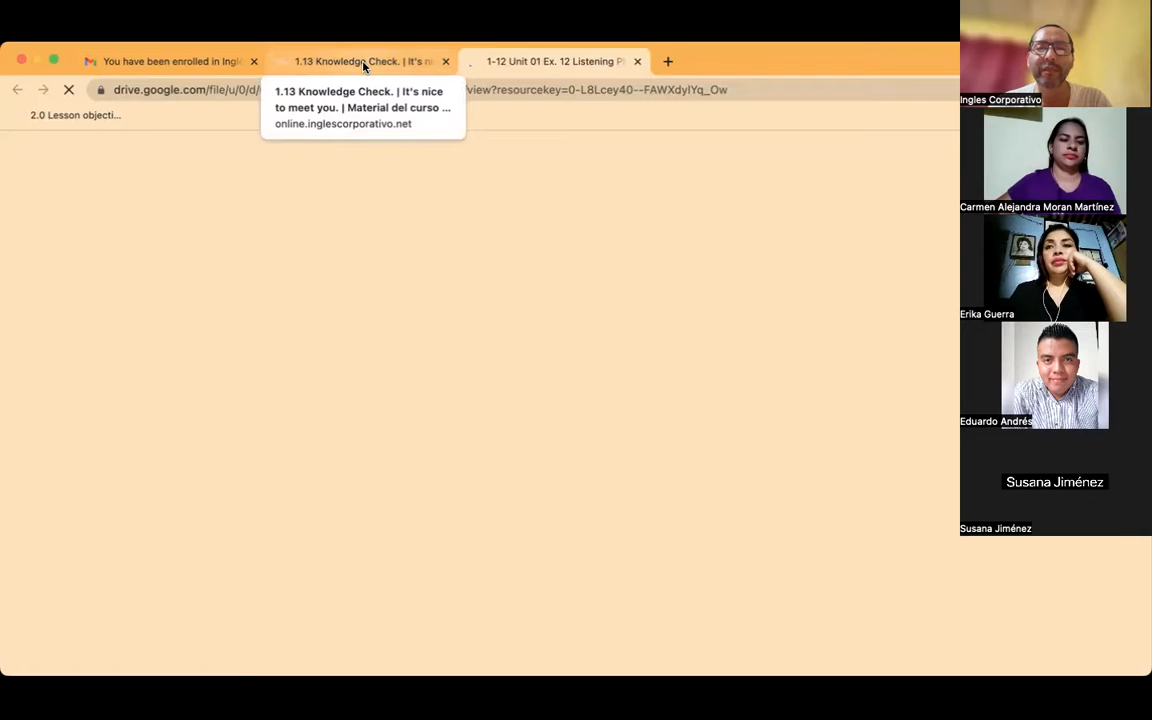 You have been enrolled in Ingl
1.13 Knowledge Check. | It's n
1-12 Unit 01 Ex. 12 Listening P
drive.google.com/file/u/0/d/
view?resourcekey=0-L8Lcey40--FAWXdylYq_Ow
1.13 Knowledge Check. | It's nice
to meet you. | Material del curso ...
online.inglescorporativo.net
2.0 Lesson objecti...
Ingles Corporativo
Carmen Alejandra Moran Martínez
Erika Guerra
Eduardo Andrés
Susana Jiménez
Susana Jiménez